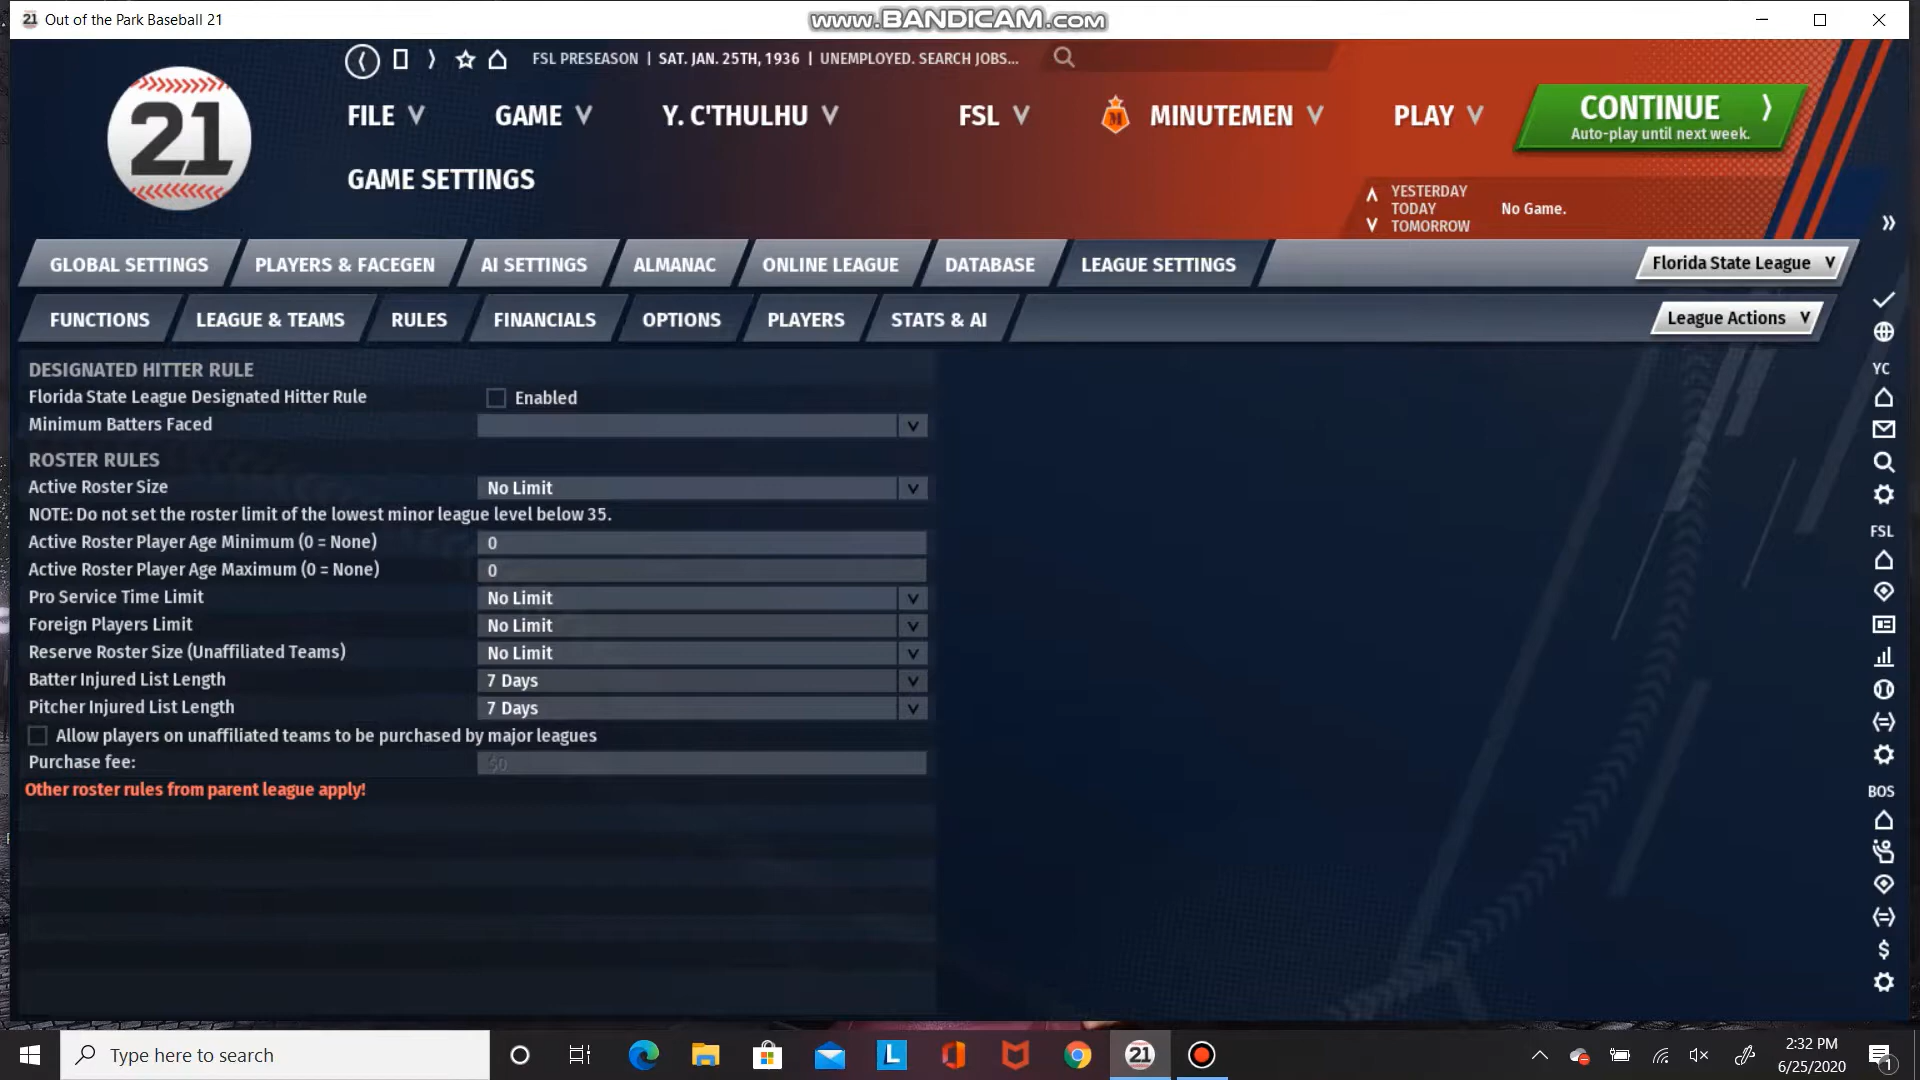 21 Out of the Park Baseball 21
www.BANDICAM.com
FSL PRESEASON | SAT. JAN. 25TH, 1936 | UNEMPLOYED. SEARCH JOBS...
21
FILE GAME Y. C'THULHU FSL M MINUTEMEN PLAY
CONTINUE
Auto-play until next week.
GAME SETTINGS
YESTERDAY
TODAY
TOMORROW
No Game.
GLOBAL SETTINGS PLAYERS & FACEGEN AI SETTINGS ALMANAC ONLINE LEAGUE DATABASE LEAGUE SETTINGS Florida State League
FUNCTIONS LEAGUE & TEAMS RULES FINANCIALS OPTIONS PLAYERS STATS & AI League Actions
DESIGNATED HITTER RULE
Florida State League Designated Hitter Rule Enabled
Minimum Batters Faced
ROSTER RULES
Active Roster Size No Limit
NOTE: Do not set the roster limit of the lowest minor league level below 35.
Active Roster Player Age Minimum (0 = None) 0
Active Roster Player Age Maximum (0 = None) 0
Pro Service Time Limit No Limit
Foreign Players Limit No Limit
Reserve Roster Size (Unaffiliated Teams) No Limit
Batter Injured List Length 7 Days
Pitcher Injured List Length 7 Days
Allow players on unaffiliated teams to be purchased by major leagues
Purchase fee: $0
Other roster rules from parent league apply!
YC
FSL
BOS
$
Type here to search
L
21
2:32 PM
6/25/2020
1